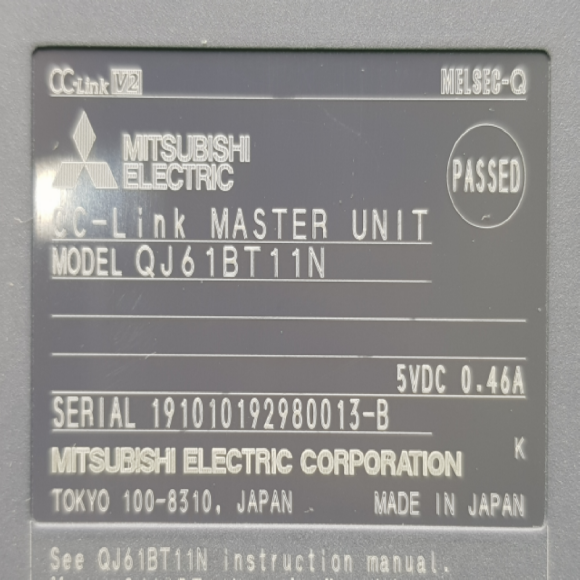 CC-Link V2 MELSEC-Q
MITSUBISHI
ELECTRIC
PASSED
CC-Link MASTER UNIT
MODEL QJ61BT11N
5VDC 0.46A
SERIAL 191010192980013-B
K
MITSUBISHI ELECTRIC CORPORATION
TOKYO 100-8310, JAPAN MADE IN JAPAN
See QJ61BT11N instruction manual.